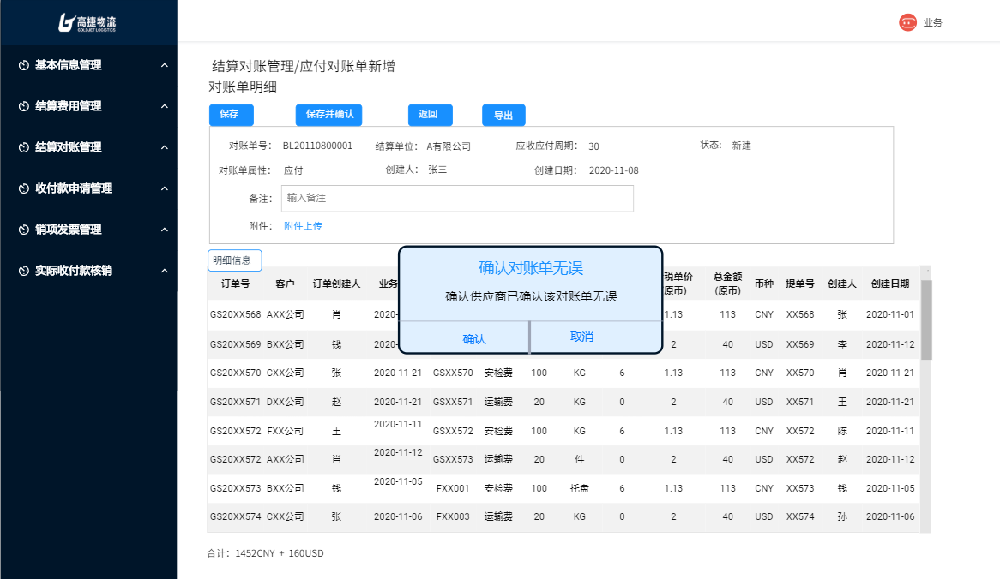 高捷物流
GOLDJET LOGISTICS
业务
基本信息管理
结算费用管理
结算对账管理
收付款申请管理
销项发票管理
实际收付款核销
结算对账管理/应付对账单新增
对账单明细
保存 保存并确认 返回 导出
对账单号： BL20110800001 结算单位： A有限公司 应收应付周期： 30 状态: 新建
对账单属性： 应付 创建人： 张三 创建日期： 2020-11-08
备注： 输入备注
附件： 附件上传
明细信息
确认对账单无误
确认供应商已确认该对账单无误
确认 取消
订单号 客户 订单创建人 业务 税单价 总金额 币种 提单号 创建人 创建日期
原币) (原币)
GS20XX568 AXX公司 肖 2020- 1.13 113 CNY XX568 张 2020-11-01
GS20XX569 BXX公司 钱 2020- 2 40 USD XX569 李 2020-11-12
GS20XX570 CXX公司 张 2020-11-21 GSXX570 安检费 100 KG 6 1.13 113 CNY XX570 肖 2020-11-21
GS20XX571 DXX公司 赵 2020-11-21 GSXX571 运输费 20 KG 0 2 40 USD XX571 王 2020-11-21
GS20XX572 FXX公司 王 2020-11-11 GSXX572 安检费 100 KG 6 1.13 113 CNY XX572 陈 2020-11-11
GS20XX572 AXX公司 肖 2020-11-12 GSXX573 运输费 20 件 0 2 40 USD XX572 赵 2020-11-12
GS20XX573 BXX公司 钱 2020-11-05 FXX001 安检费 100 托盘 6 1.13 113 CNY XX573 钱 2020-11-05
GS20XX574 CXX公司 张 2020-11-06 FXX003 运输费 20 KG 0 2 40 USD XX574 孙 2020-11-06
合计：1452CNY + 160USD